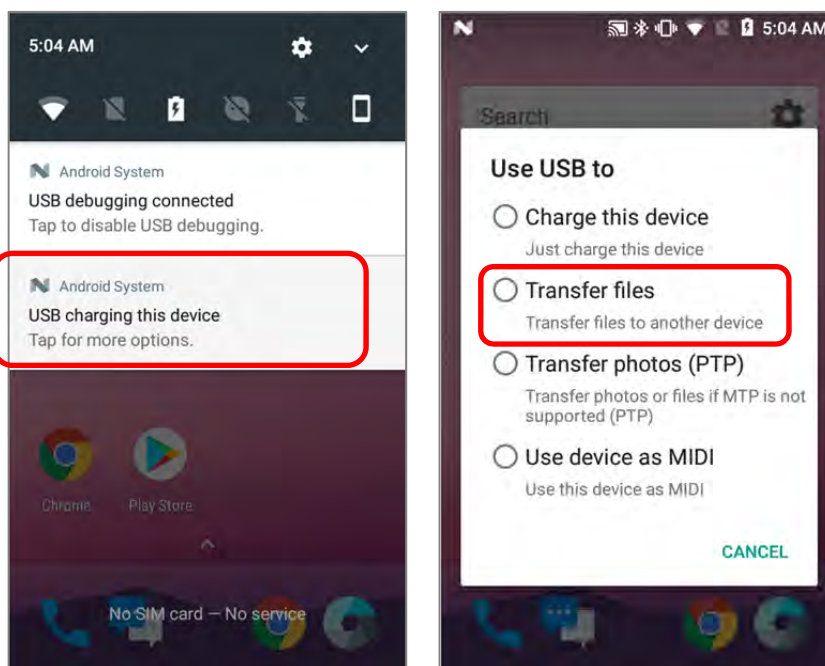 5:04 AM
Android System
USB debugging connected
Tap to disable USB debugging.
Android System
USB charging this device
Tap for more options.
Chrome
Play Store
No SIM card — No service
5:04 AM
Search
Use USB to
Charge this device
Just charge this device
Transfer files
Transfer files to another device
Transfer photos (PTP)
Transfer photos or files if MTP is not
supported (PTP)
Use device as MIDI
Use this device as MIDI
CANCEL